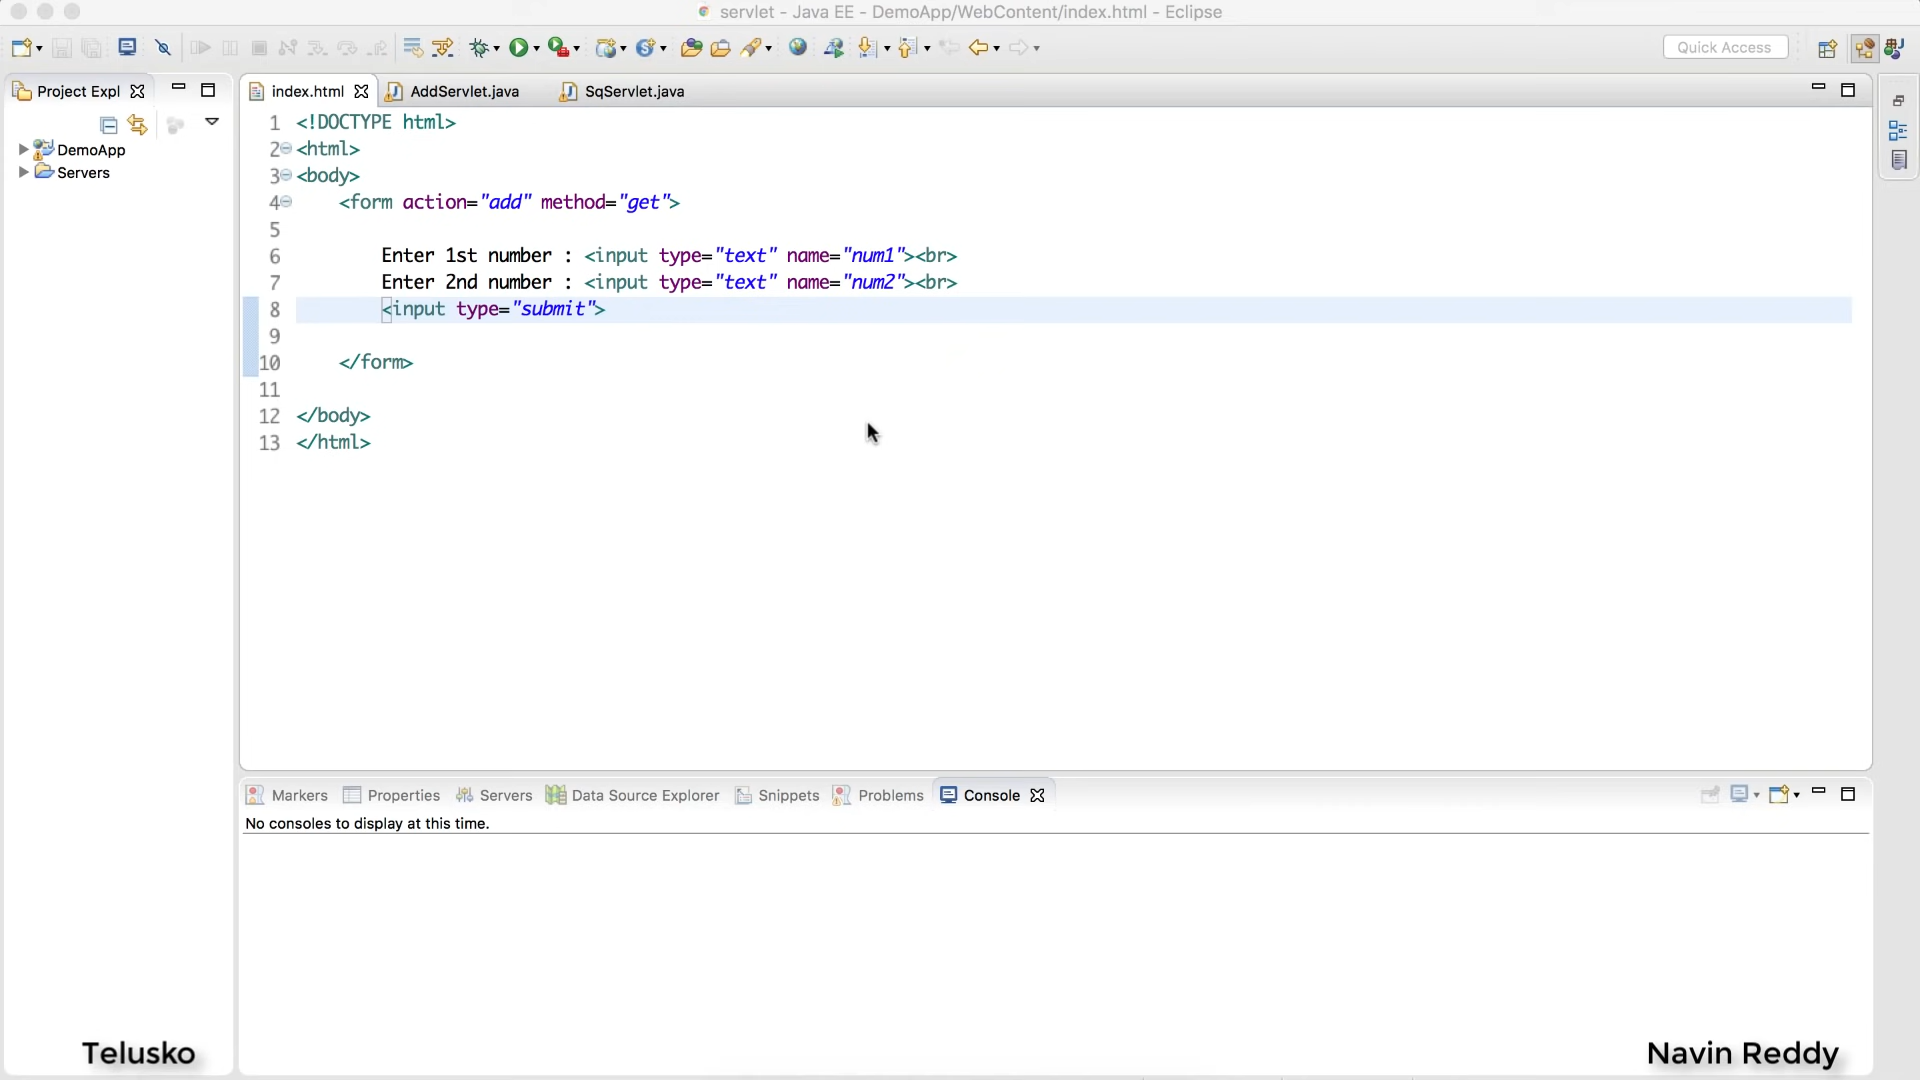 servlet - Java EE - DemoApp/WebContent/index.html - Eclipse
Quick Access
Project Expl
index.html
AddServlet.java
SqServlet.java
DemoApp
Servers
1 <!DOCTYPE html>
2 <html>
3 <body>
4 <form action="add" method="get">
5
6 Enter 1st number : <input type="text" name="num1"><br>
7 Enter 2nd number : <input type="text" name="num2"><br>
8 <input type="submit">
9
10 </form>
11
12 </body>
13 </html>
Markers Properties Servers Data Source Explorer Snippets Problems Console
No consoles to display at this time.
Telusko
Navin Reddy